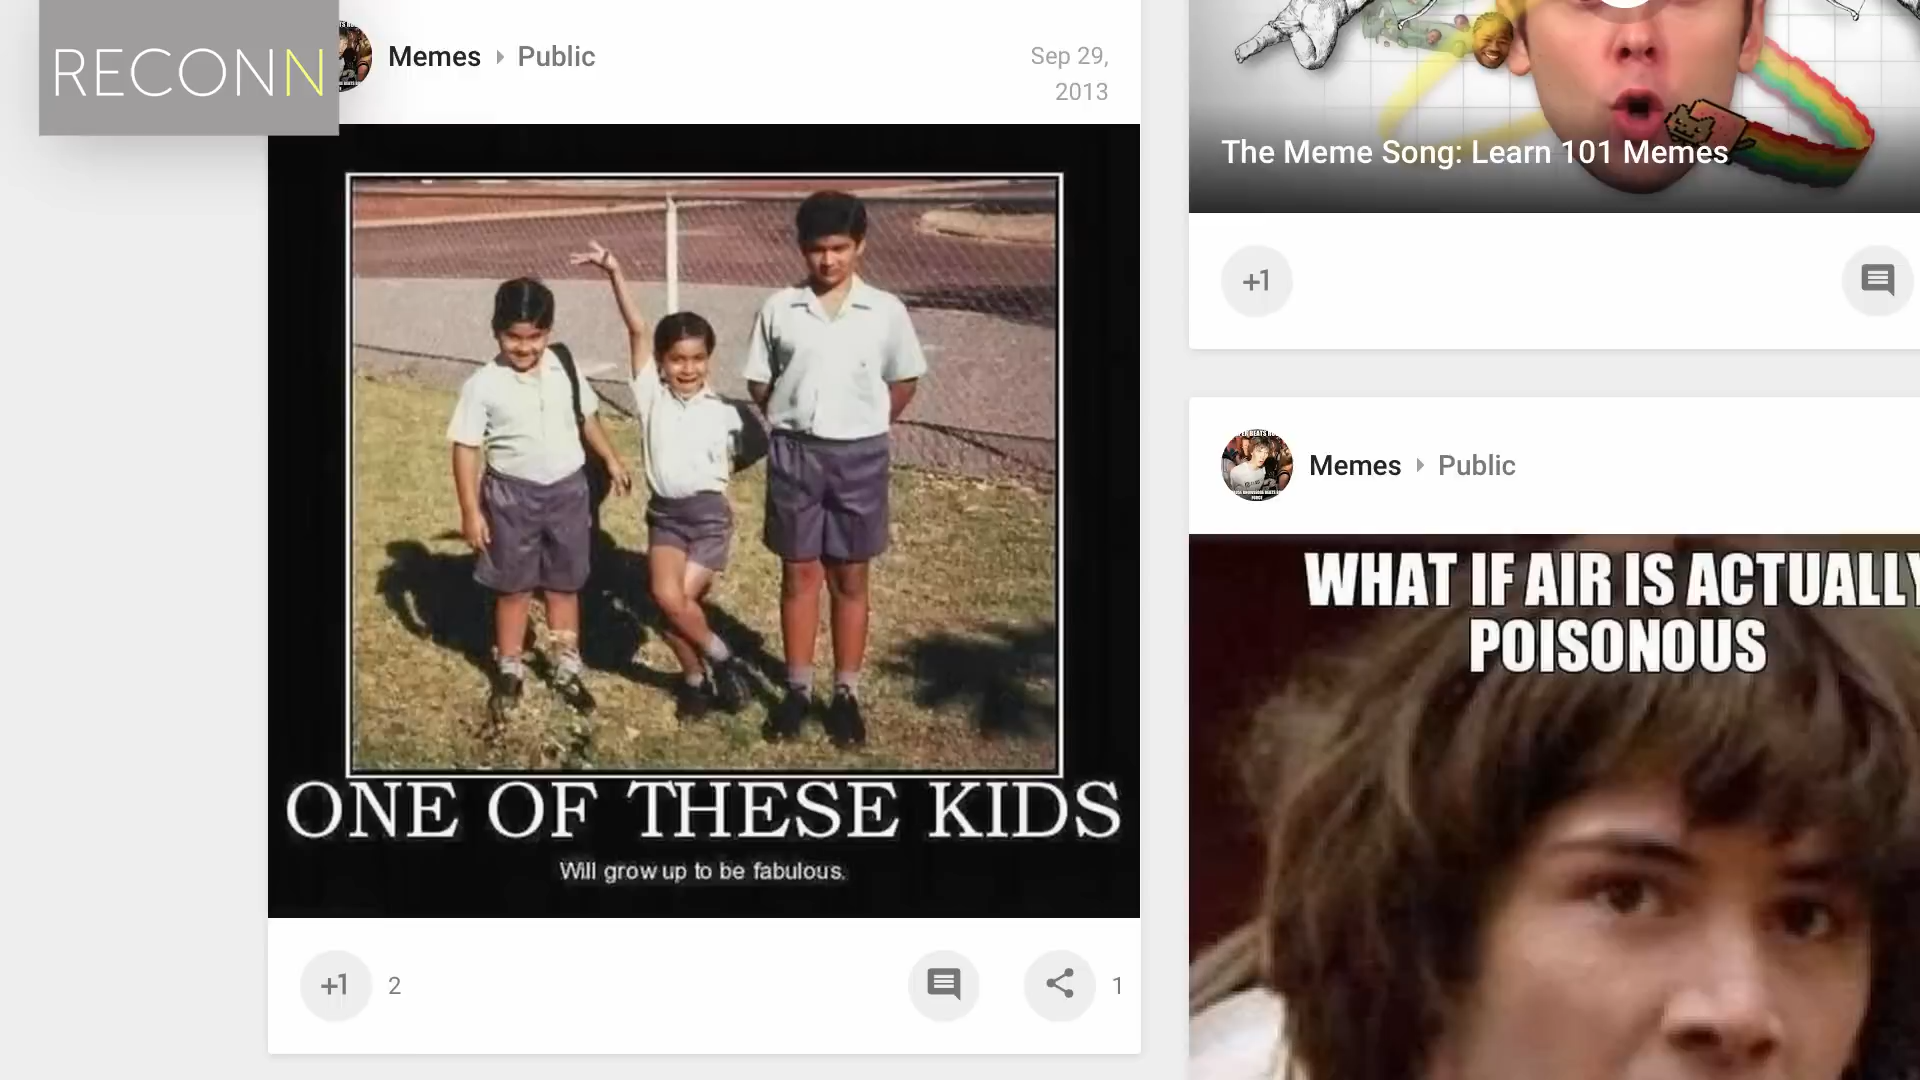 RECONN
Memes Public
Sep 29,
2013
ONE OF THESE KIDS
Will grow up to be fabulous.
+1 2
1
The Meme Song: Learn 101 Memes
+1
Memes Public
WHAT IF AIR IS ACTUALLY
POISONOUS